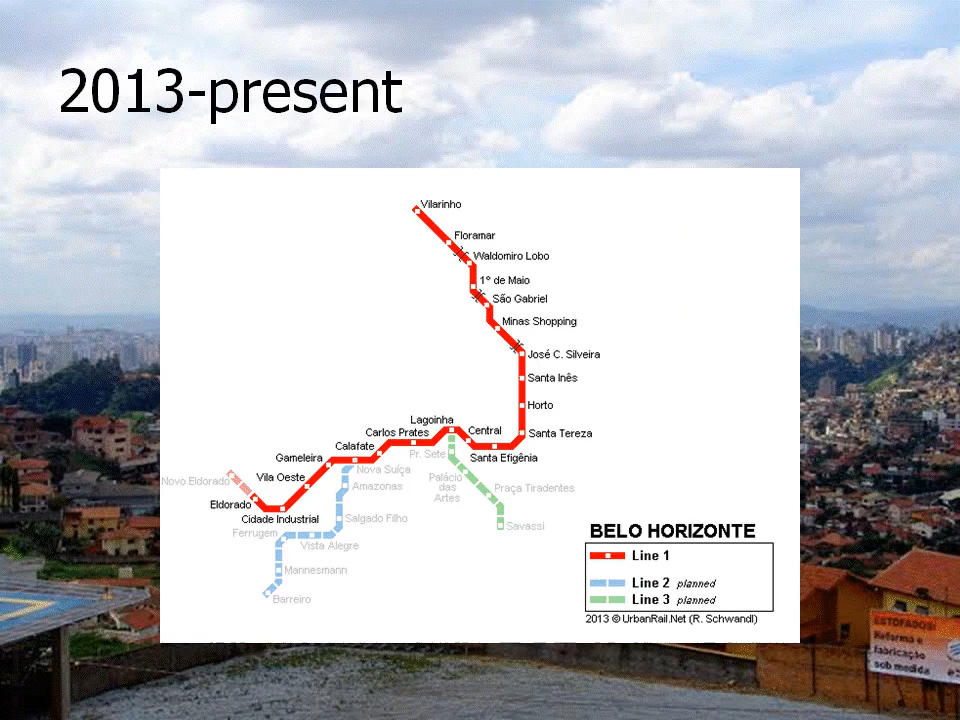 2013-present
Vilarinho
Floramar
Waldomiro Lobo
1º de Maio
São Gabriel
Minas Shopping
José C. Silveira
Santa Inês
Horto
Santa Tereza
Lagoinha
Central
Carlos Prates
Santa Efigênia
Calafate
Pr. Sete
Gameleira
Nova Suíça
Novo Eldorado
Vila Oeste
Amazonas
Palácio
das
Artes
Praça Tiradentes
Eldorado
Cidade Industrial
Salgado Filho
Savassi
Ferrugem
Vista Alegre
Mannesmann
Barreiro
BELO HORIZONTE
Line 1
Line 2 planned
Line 3 planned
2013 © UrbanRail.Net (R. Schwandl)
ESTOFADOS!
Reforma e
fabricação
sob medida